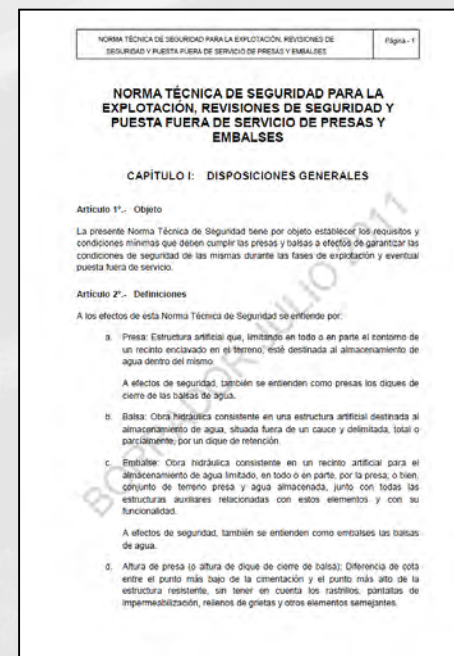 NORMA TÉCNICA DE SEGURIDAD PARA LA EXPLOTACIÓN, REVISIONES DE
SEGURIDAD Y PUESTA FUERA DE SERVICIO DE PRESAS Y EMBALSES
Página - 1
NORMA TÉCNICA DE SEGURIDAD PARA LA
EXPLOTACIÓN, REVISIONES DE SEGURIDAD Y
PUESTA FUERA DE SERVICIO DE PRESAS Y
EMBALSES
CAPÍTULO I: DISPOSICIONES GENERALES
Artículo 1º.- Objeto
La presente Norma Técnica de Seguridad tiene por objeto establecer los requisitos y
condiciones mínimas que deben cumplir las presas y balsas a efectos de garantizar las
condiciones de seguridad de las mismas durante las fases de explotación y eventual
puesta fuera de servicio.
Artículo 2º.- Definiciones
A los efectos de esta Norma Técnica de Seguridad se entiende por:
a. Presa: Estructura artificial que, limitando en todo o en parte el contorno de
un recinto enclavado en el terreno, esté destinada al almacenamiento de
agua dentro del mismo.
A efectos de seguridad, también se entienden como presas los diques de
cierre de las balsas de agua.
b. Balsa: Obra hidráulica consistente en una estructura artificial destinada al
almacenamiento de agua, situada fuera de un cauce y delimitada, total o
parcialmente, por un dique de retención.
c. Embalse: Obra hidráulica consistente en un recinto artificial para el
almacenamiento de agua limitado, en todo o en parte, por la presa; o bien,
conjunto de terreno presa y agua almacenada, junto con todas las
estructuras auxiliares relacionadas con estos elementos y con su
funcionalidad.
A efectos de seguridad, también se entienden como embalses las balsas
de agua.
d. Altura de presa (o altura de dique de cierre de balsa): Diferencia de cota
entre el punto más bajo de la cimentación y el punto más alto de la
estructura resistente, sin tener en cuenta los rastrillos, pantallas de
impermeabilización, rellenos de grietas y otros elementos semejantes.
BORRADOR JULIO 2011